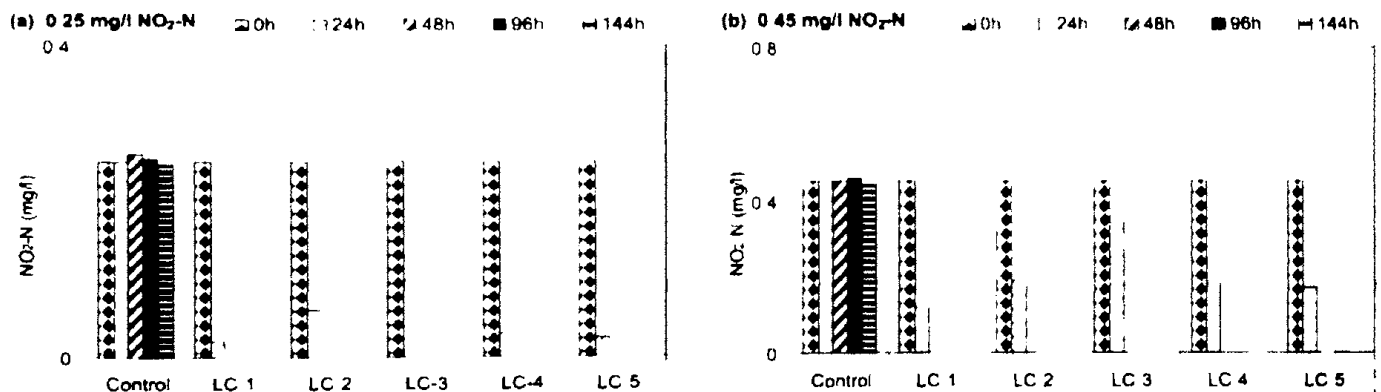 (a) 0 25 mg/l NO₂-N 0h 24h 48h 96h 144h
0 4
NO₂-N (mg/l)
0
Control LC 1 LC 2 LC-3 LC-4 LC 5
(b) 0 45 mg/l NO₂-N 0h 24h 48h 96h 144h
0 8
0 4
NO₂ N (mg/l)
0
Control LC 1 LC 2 LC 3 LC 4 LC 5